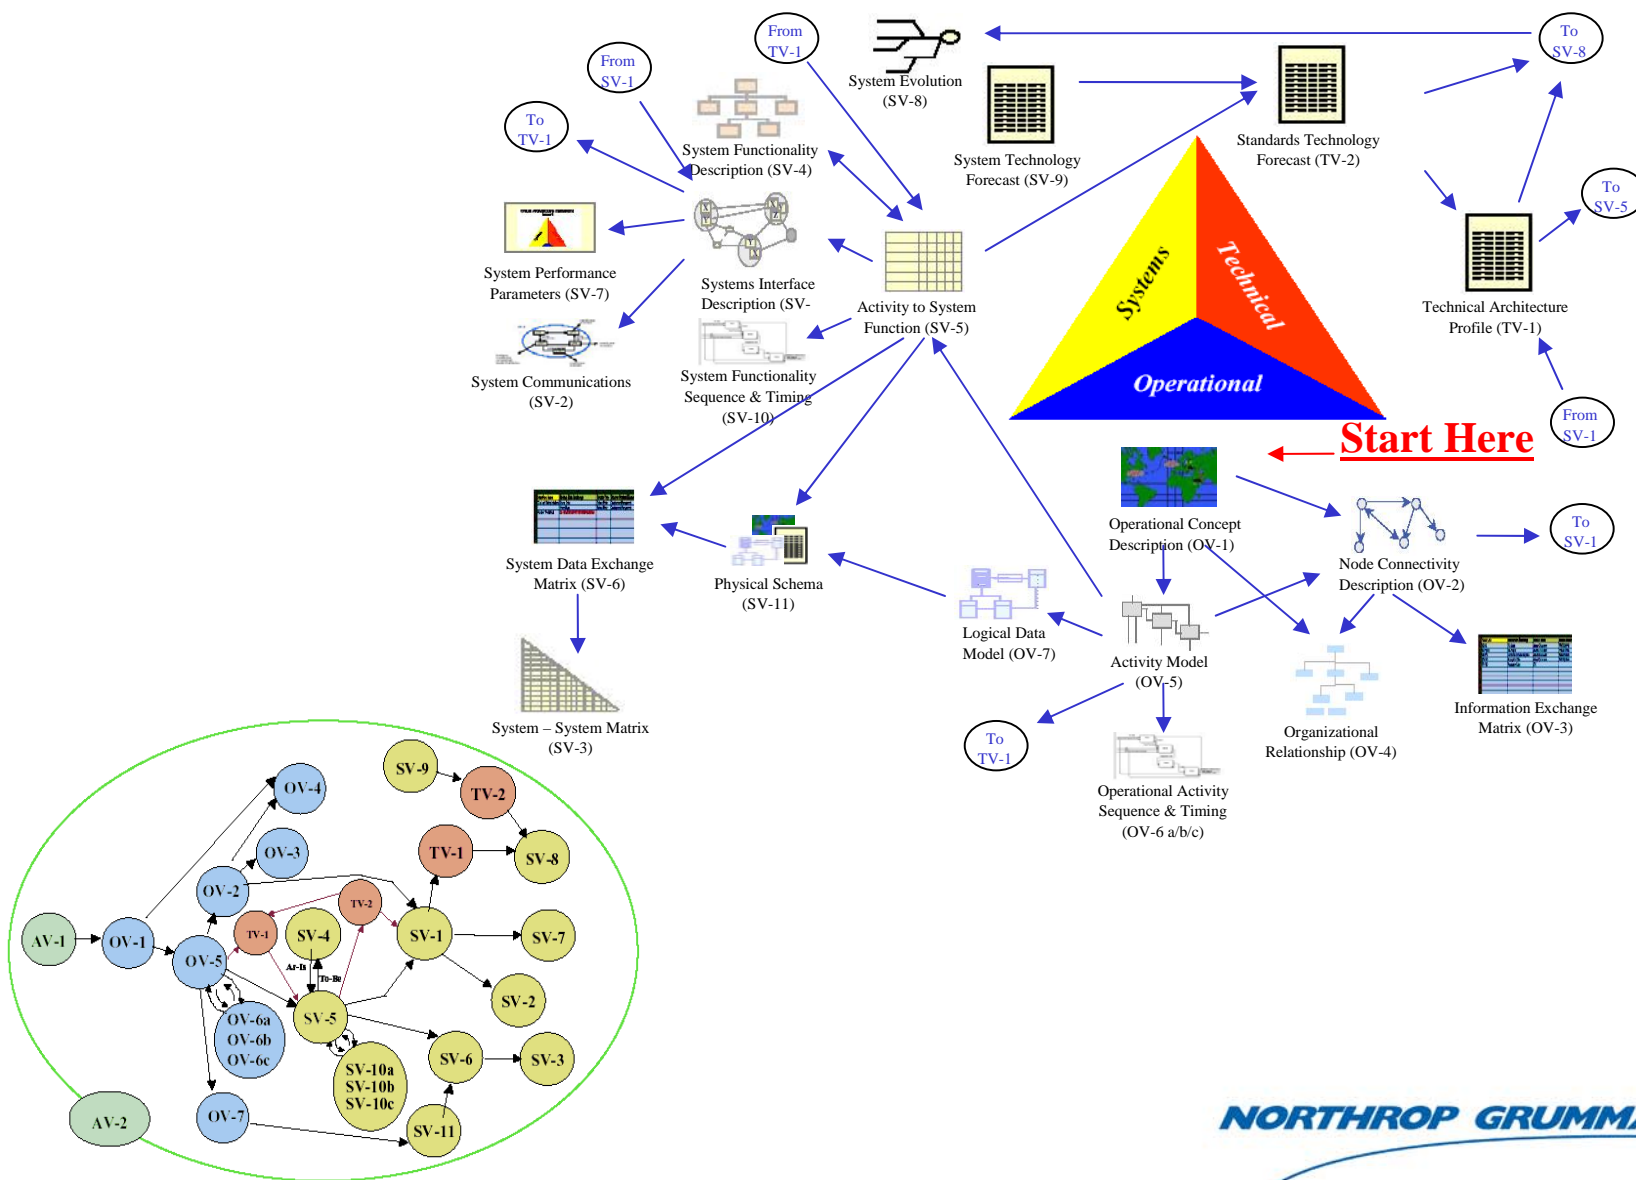 From
TV-1
To
SV-8
From
SV-1
System Evolution
(SV-8)
To
TV-1
System Functionality
Description (SV-4)
System Technology
Forecast (SV-9)
Standards Technology
Forecast (TV-2)
To
SV-5
System Performance
Parameters (SV-7)
Systems Interface
Description (SV-
Activity to System
Function (SV-5)
Technical Architecture
Profile (TV-1)
Systems
Technical
Operational
System Communications
(SV-2)
System Functionality
Sequence & Timing
(SV-10)
From
SV-1
Start Here
Operational Concept
Description (OV-1)
To
SV-1
Node Connectivity
Description (OV-2)
System Data Exchange
Matrix (SV-6)
Physical Schema
(SV-11)
Logical Data
Model (OV-7)
Activity Model
(OV-5)
Information Exchange
Matrix (OV-3)
Organizational
Relationship (OV-4)
System – System Matrix
(SV-3)
To
TV-1
Operational Activity
Sequence & Timing
(OV-6 a/b/c)
SV-9
OV-4
TV-2
OV-3
TV-1
SV-8
OV-2
TV-2
AV-1
OV-1
TV-1
SV-4
SV-1
SV-7
OV-5
Ar-Is
To-Be
SV-2
SV-5
OV-6a
OV-6b
OV-6c
SV-6
SV-3
SV-10a
SV-10b
SV-10c
AV-2
OV-7
SV-11
NORTHROP GRUMMA